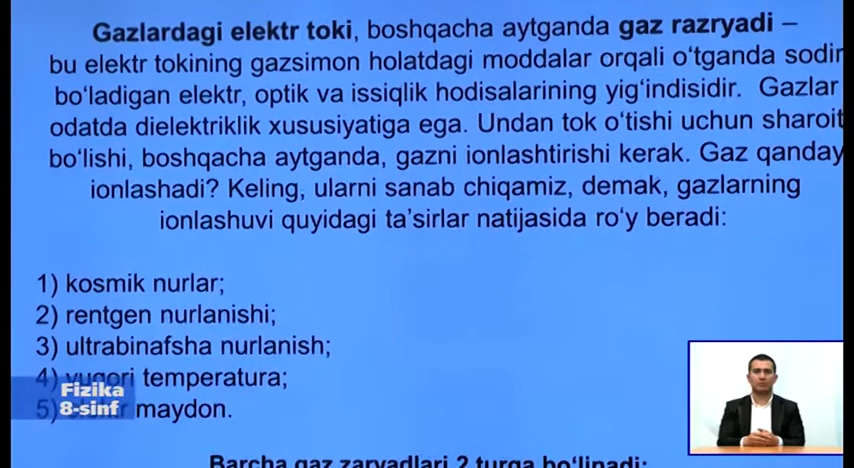 Gazlardagi elektr toki, boshqacha aytganda gaz razryadi –
bu elektr tokining gazsimon holatdagi moddalar orqali o‘tganda sodir
bo‘ladigan elektr, optik va issiqlik hodisalarining yig‘indisidir. Gazlar
odatda dielektriklik xususiyatiga ega. Undan tok o‘tishi uchun sharoit
bo‘lishi, boshqacha aytganda, gazni ionlashtirishi kerak. Gaz qanday
ionlashadi? Keling, ularni sanab chiqamiz, demak, gazlarning
ionlashuvi quyidagi ta’sirlar natijasida ro‘y beradi:
1) kosmik nurlar;
2) rentgen nurlanishi;
3) ultrabinafsha nurlanish;
4) yuqori temperatura;
5) maydon.
Fizika
8-sinf
Barcha gaz zaryadlari 2 turga bo‘linadi: